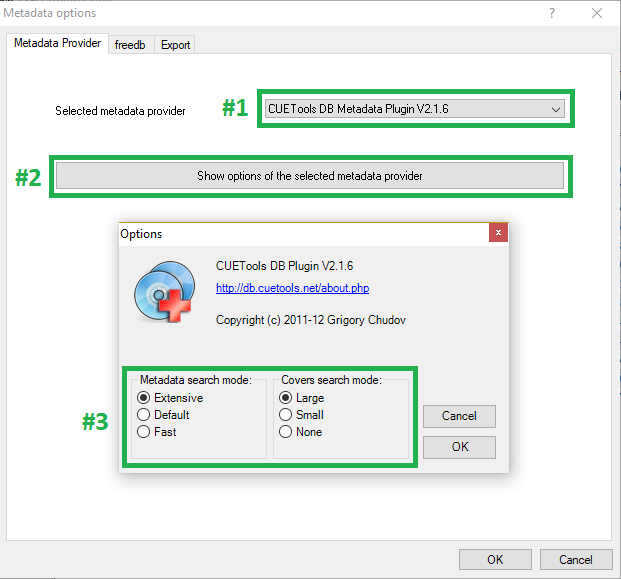 Metadata options
Metadata Provider freedb Export
Selected metadata provider #1 CUETools DB Metadata Plugin V2.1.6
#2 Show options of the selected metadata provider
Options
CUETools DB Plugin V2.1.6
http://db.cuetools.net/about.php
Copyright (c) 2011-12 Grigory Chudov
#3
Metadata search mode:
Extensive
Default
Fast
Covers search mode:
Large
Small
None
Cancel
OK
OK Cancel